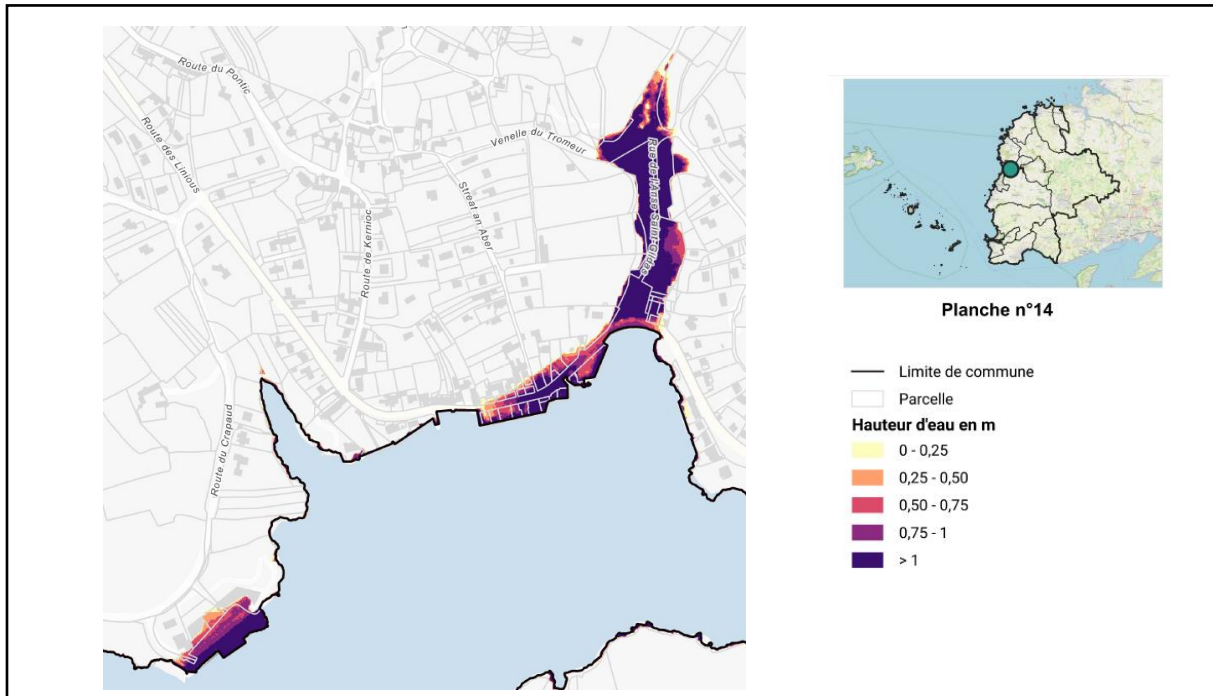 Route du Pontic
Route des Linious
Venelle du Tromeur
Rue de l'Anse Saint-Gildas
Streat an Aber
Route de Kernioc
Route du Crapaud
Planche n°14
Limite de commune
Parcelle
Hauteur d'eau en m
0 - 0,25
0,25 - 0,50
0,50 - 0,75
0,75 - 1
> 1